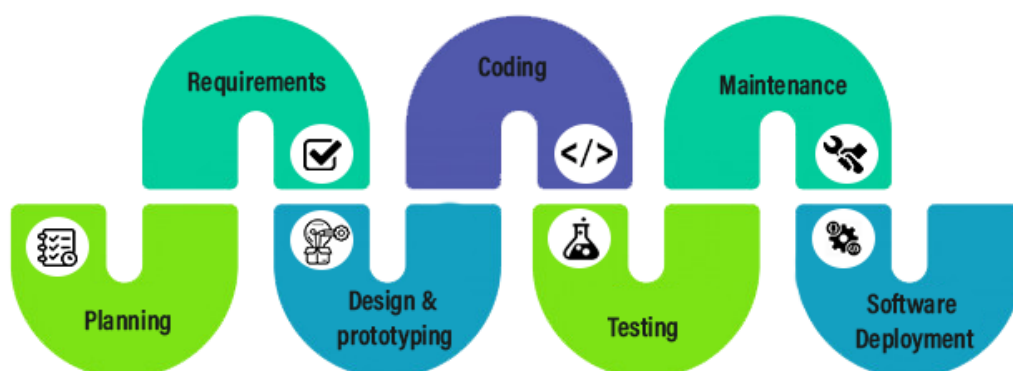 Planning
Requirements
Design &
prototyping
Coding
</>
Testing
Maintenance
Software
Deployment